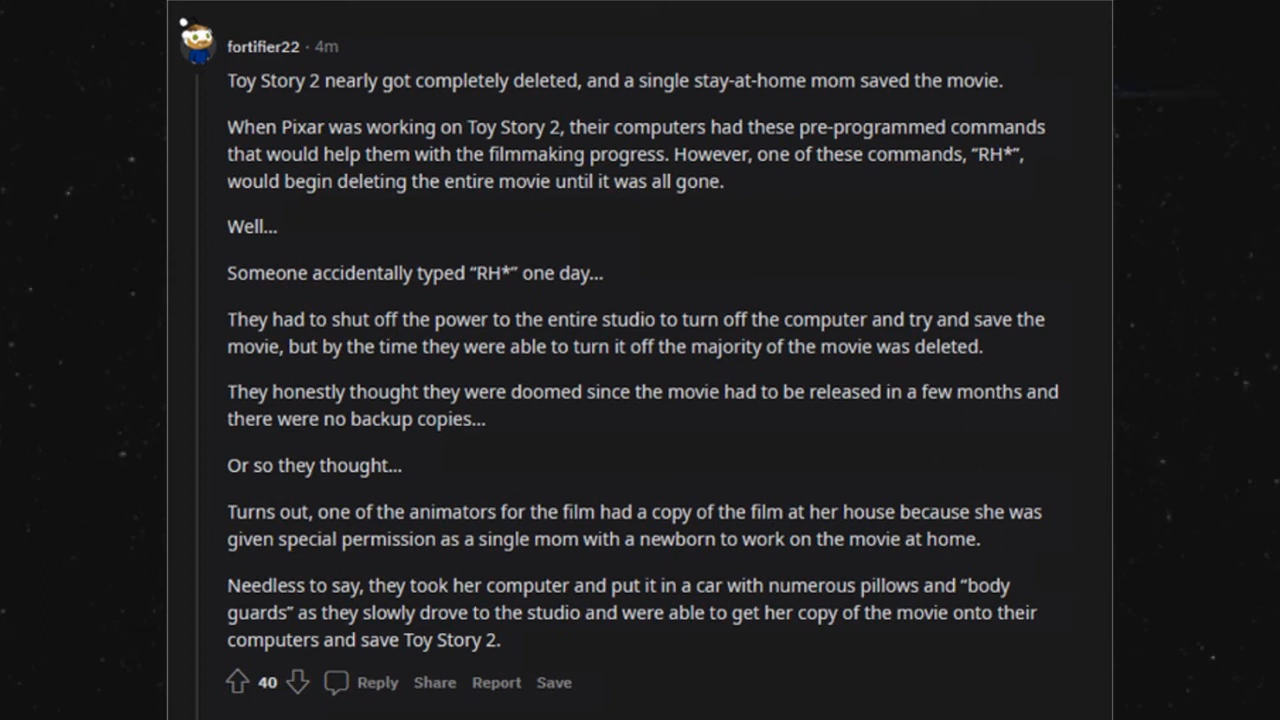 fortifier22 · 4m
Toy Story 2 nearly got completely deleted, and a single stay-at-home mom saved the movie.
When Pixar was working on Toy Story 2, their computers had these pre-programmed commands
that would help them with the filmmaking progress. However, one of these commands, “RH*”,
would begin deleting the entire movie until it was all gone.
Well...
Someone accidentally typed “RH*” one day...
They had to shut off the power to the entire studio to turn off the computer and try and save the
movie, but by the time they were able to turn it off the majority of the movie was deleted.
They honestly thought they were doomed since the movie had to be released in a few months and
there were no backup copies...
Or so they thought...
Turns out, one of the animators for the film had a copy of the film at her house because she was
given special permission as a single mom with a newborn to work on the movie at home.
Needless to say, they took her computer and put it in a car with numerous pillows and “body
guards” as they slowly drove to the studio and were able to get her copy of the movie onto their
computers and save Toy Story 2.
40 Reply Share Report Save